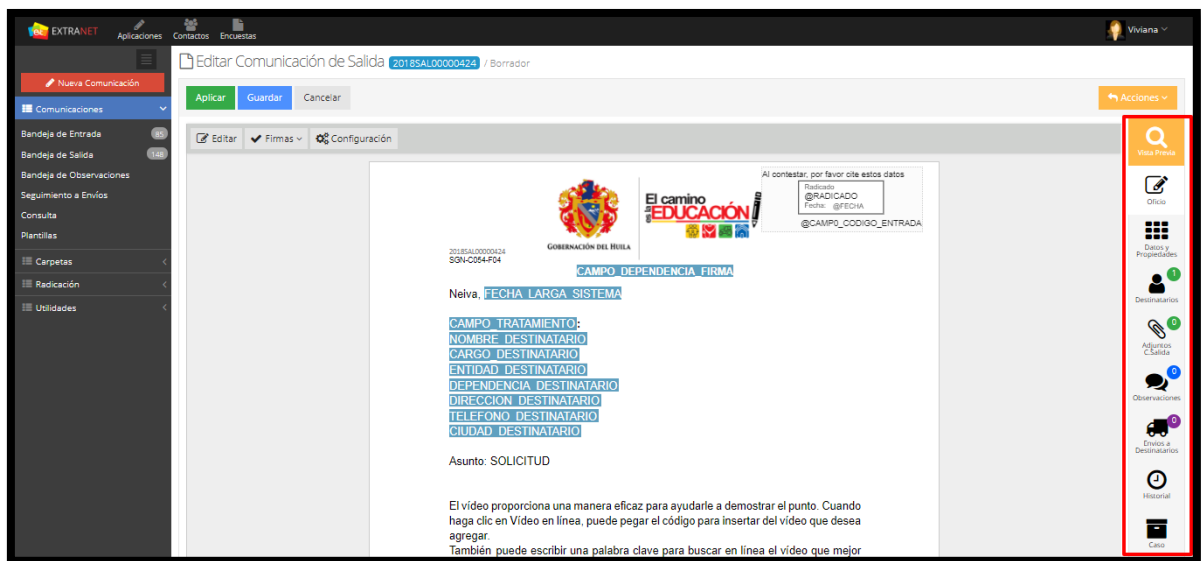 EXTRANET
Aplicaciones
Contactos
Encuestas
Viviana
Nueva Comunicación
Comunicaciones
Bandeja de Entrada 85
Bandeja de Salida 148
Bandeja de Observaciones
Seguimiento a Envíos
Consulta
Plantillas
Carpetas
Radicación
Utilidades
Editar Comunicación de Salida 2018SAL00000424 / Borrador
Aplicar Guardar Cancelar
Acciones
Editar Firmas Configuración
GOBERNACIÓN DEL HUILA
El camino
es la EDUCACIÓN
Al contestar, por favor cite estos datos
Radicado
@RADICADO
Fecha: @FECHA
@CAMPO_CODIGO_ENTRADA
2018SAL00000424
SGN-C054-F04
CAMPO_DEPENDENCIA_FIRMA
Neiva, FECHA_LARGA_SISTEMA
CAMPO_TRATAMIENTO:
NOMBRE_DESTINATARIO
CARGO_DESTINATARIO
ENTIDAD_DESTINATARIO
DEPENDENCIA_DESTINATARIO
DIRECCION_DESTINATARIO
TELEFONO_DESTINATARIO
CIUDAD_DESTINATARIO
Asunto: SOLICITUD
El vídeo proporciona una manera eficaz para ayudarle a demostrar el punto. Cuando
haga clic en Vídeo en línea, puede pegar el código para insertar del vídeo que desea
agregar.
También puede escribir una palabra clave para buscar en línea el vídeo que mejor
Vista Previa
Oficio
Datos y
Propiedades
1
Destinatarios
0
Adjuntos
C.Salida
0
Observaciones
0
Envios a
Destinatarios
Historial
Caso